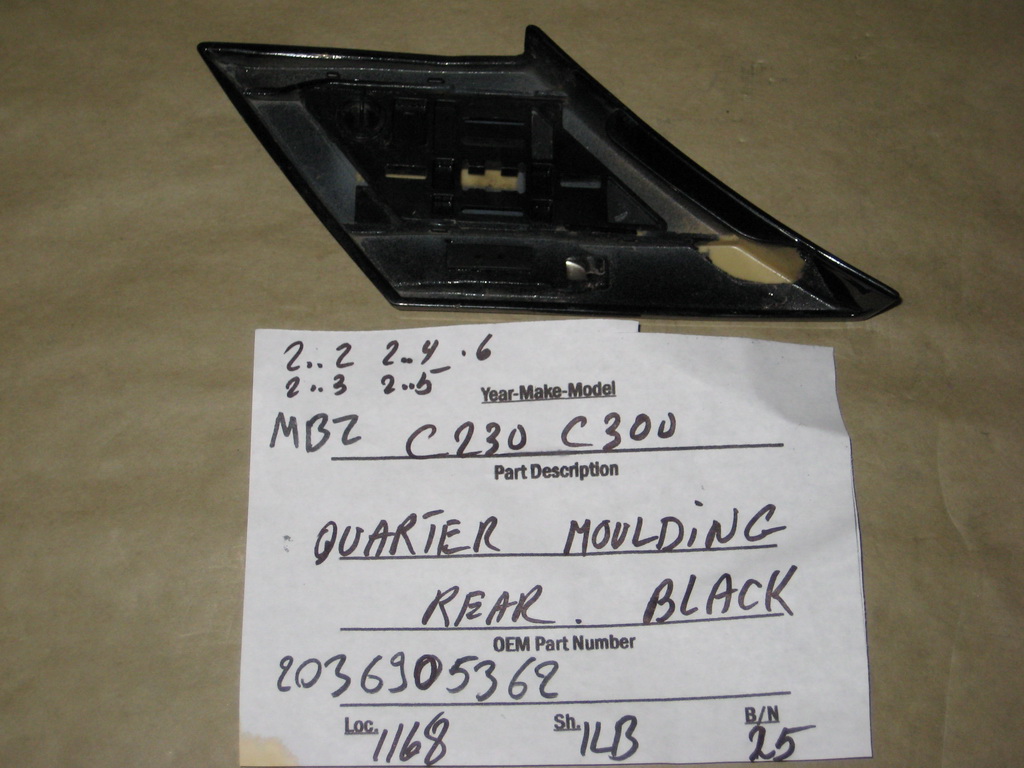 2..2 2..4 .6
2..3 2..5
Year-Make-Model
MBZ C230 C300
Part Description
QUARTER MOULDING
REAR. BLACK
OEM Part Number
2036905362
Loc. 1168 Sh. 1LB B/N 25